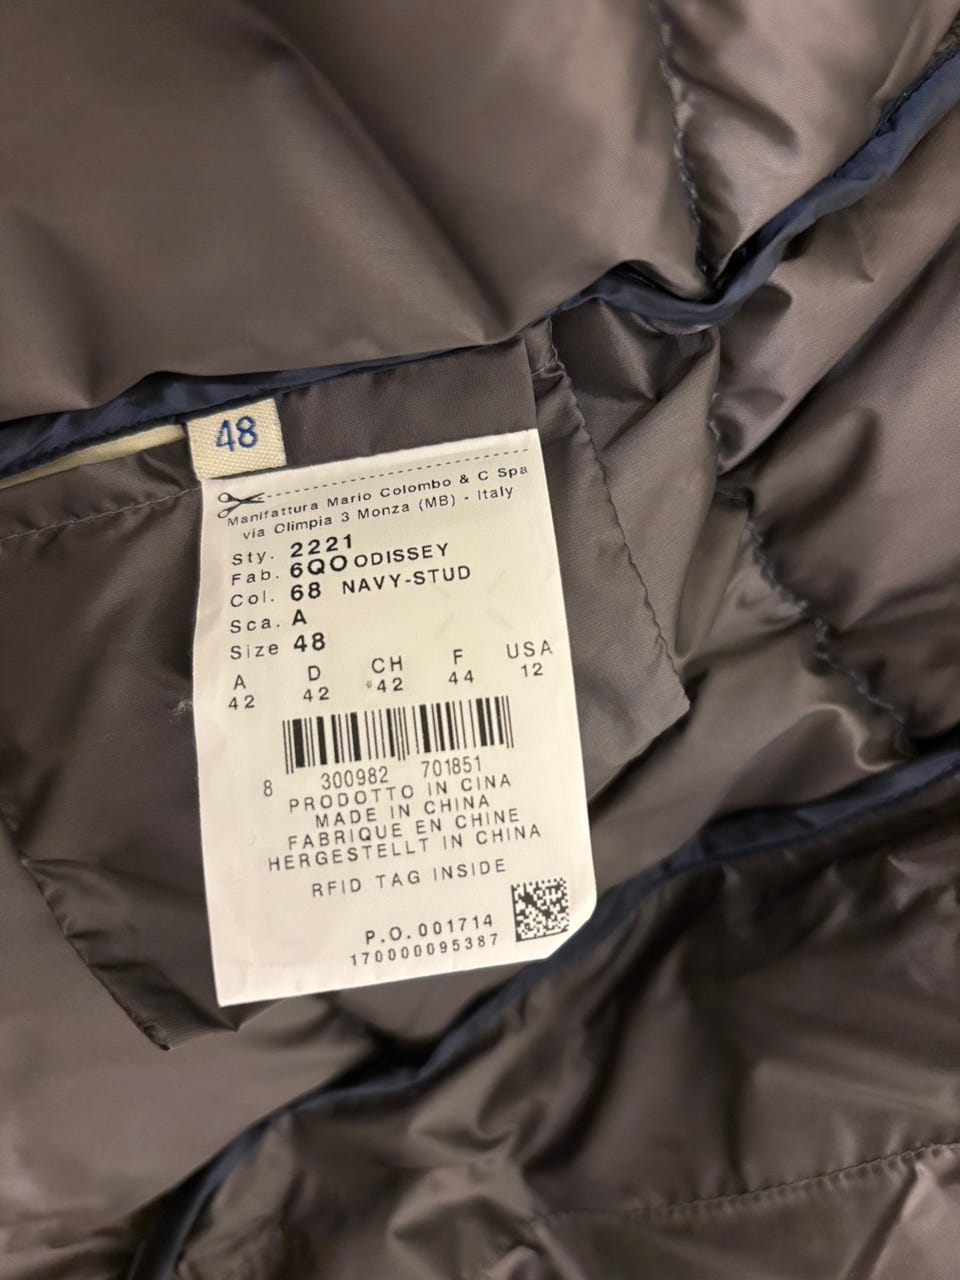 48
Manifattura Mario Colombo & C Spa
via Olimpia 3 Monza (MB) - Italy
Sty. 2221
Fab. 6QO ODISSEY
Col. 68 NAVY-STUD
Sca. A
Size 48
A D CH F USA
42 42 42 44 12
8 300982 701851
PRODOTTO IN CINA
MADE IN CHINA
FABRIQUE EN CHINE
HERGESTELLT IN CHINA
RFID TAG INSIDE
P.O. 001714
170000095387